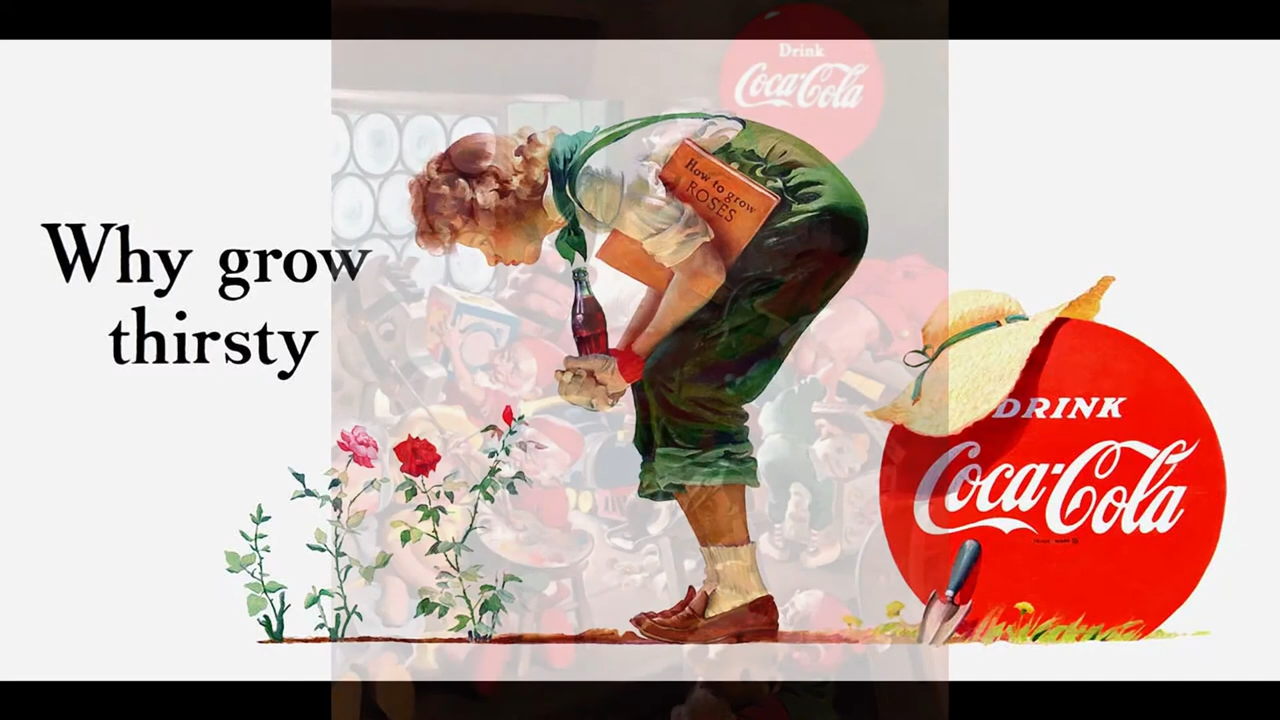 Drink
Coca-Cola
How to grow
ROSES
Why grow
thirsty
DRINK
Coca-Cola